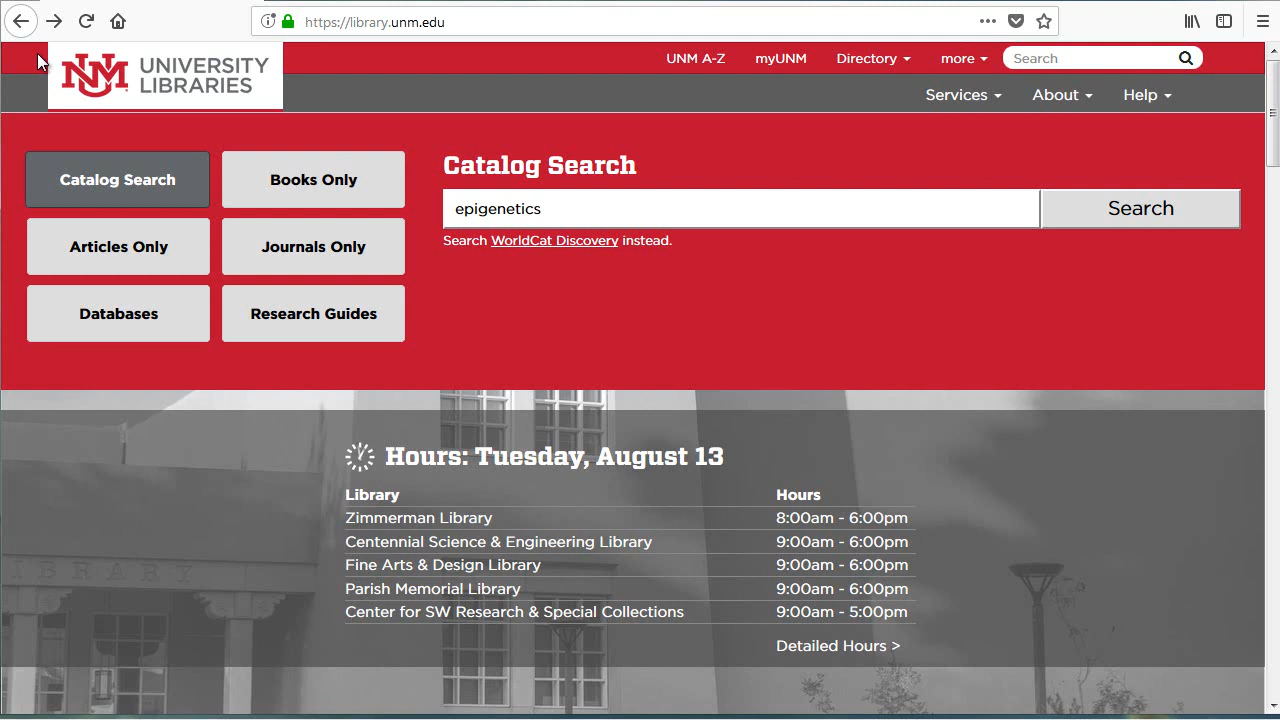 https://library.unm.edu
UNM UNIVERSITY LIBRARIES
UNM A-Z myUNM Directory more Search
Services About Help
Catalog Search Books Only
Articles Only Journals Only
Databases Research Guides
Catalog Search
epigenetics Search
Search WorldCat Discovery instead.
Hours: Tuesday, August 13
Library Hours
Zimmerman Library 8:00am - 6:00pm
Centennial Science & Engineering Library 9:00am - 6:00pm
Fine Arts & Design Library 9:00am - 6:00pm
Parish Memorial Library 9:00am - 6:00pm
Center for SW Research & Special Collections 9:00am - 5:00pm
Detailed Hours >
LIBRARY